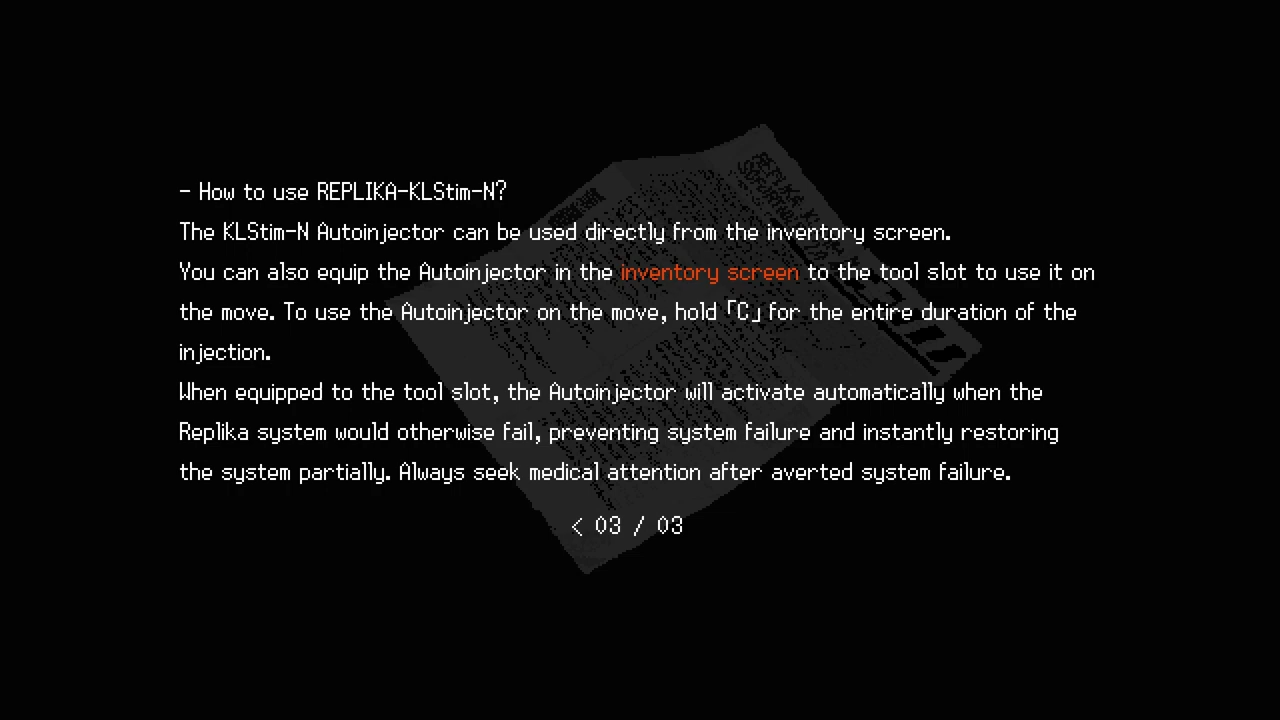 - How to use REPLIKA-KLStim-N?
The KLStim-N Autoinjector can be used directly from the inventory screen.
You can also equip the Autoinjector in the inventory screen to the tool slot to use it on
the move. To use the Autoinjector on the move, hold「C」for the entire duration of the
injection.
When equipped to the tool slot, the Autoinjector will activate automatically when the
Replika system would otherwise fail, preventing system failure and instantly restoring
the system partially. Always seek medical attention after averted system failure.
< 03 / 03